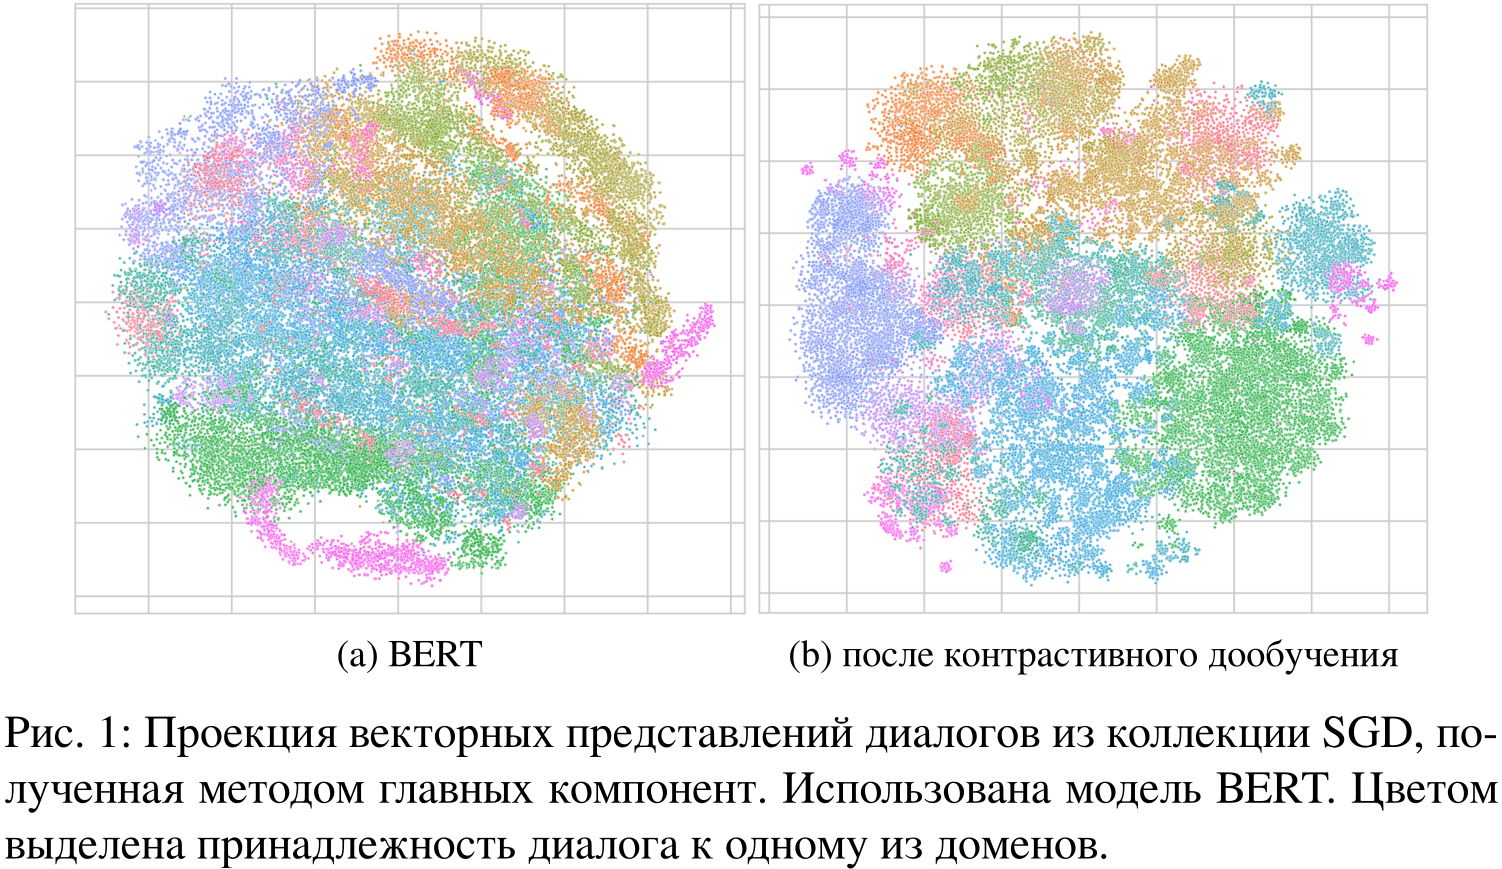 (a) BERT
(b) после контрастивного дообучения
Рис. 1: Проекция векторных представлений диалогов из коллекции SGD, по-
лученная методом главных компонент. Использована модель BERT. Цветом
выделена принадлежность диалога к одному из доменов.